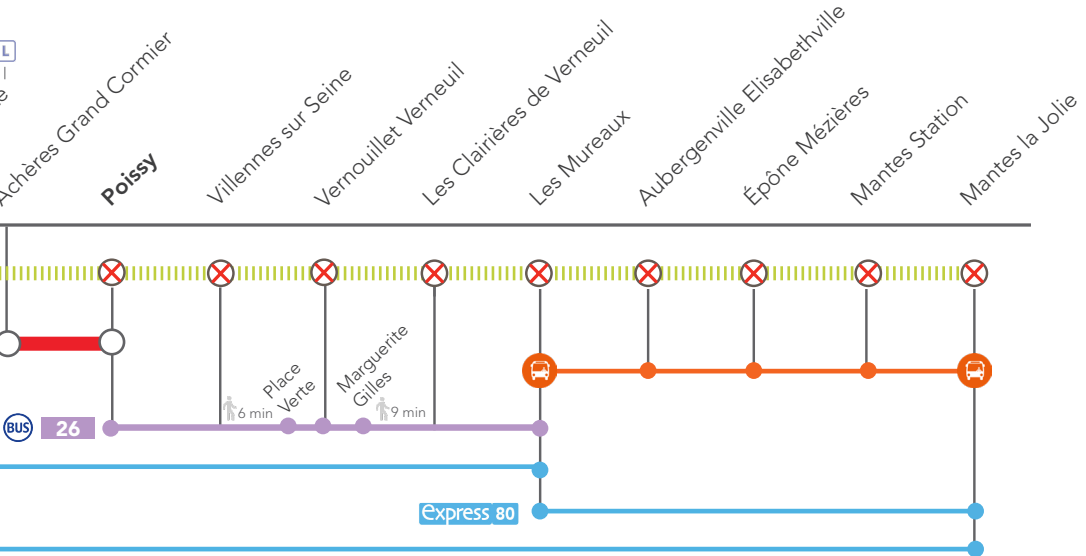 L
Achères Grand Cormier
Poissy
Villennes sur Seine
Vernouillet Verneuil
Les Clairières de Verneuil
Les Mureaux
Aubergenville Elisabethville
Épône Mézières
Mantes Station
Mantes la Jolie
6 min
Place
Verte
Marguerite
Gilles
9 min
BUS 26
express 80